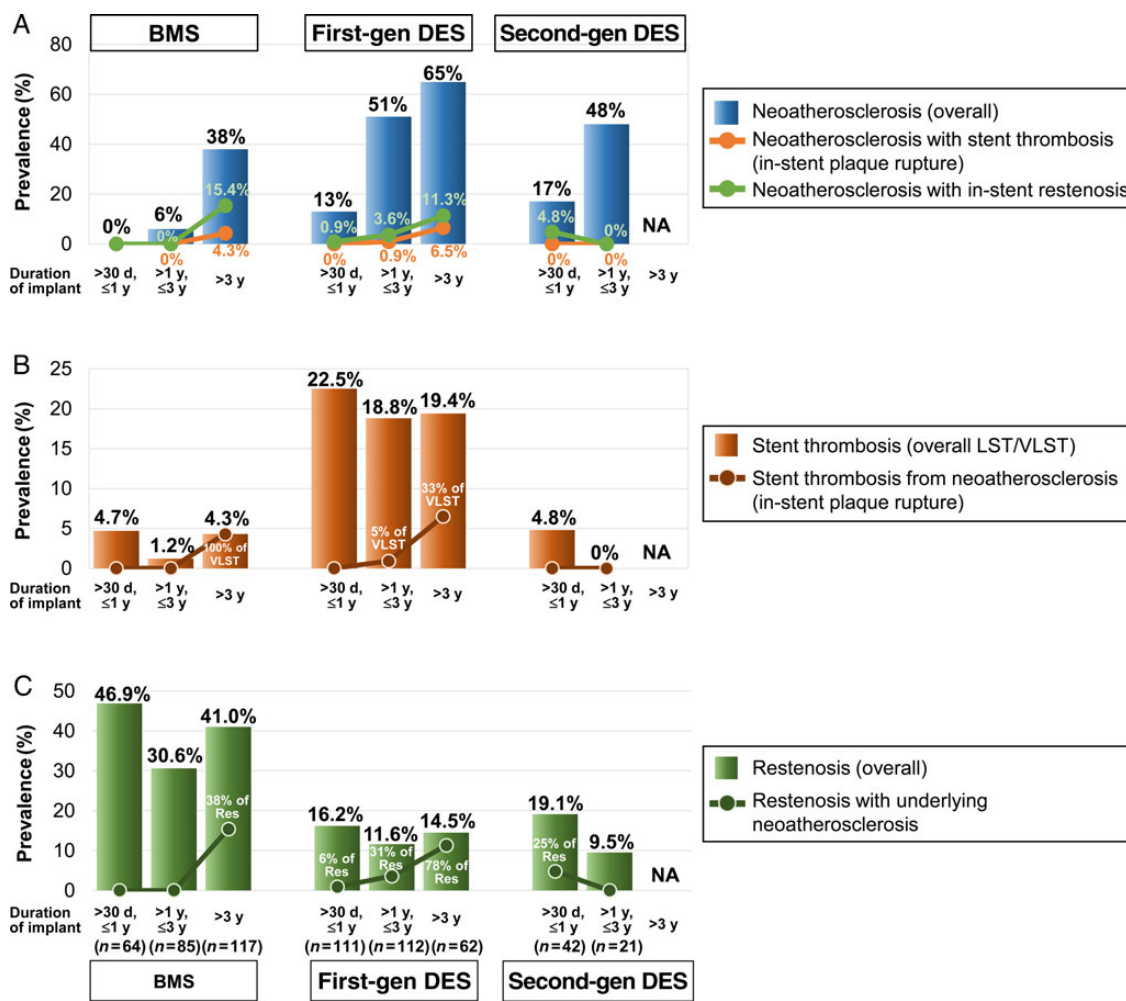 A
BMS
First-gen DES
Second-gen DES
Prevalence (%)
80
60
40
20
0
0%
6%
0%
0%
38%
15.4%
4.3%
13%
0.9%
0%
51%
3.6%
0.9%
65%
11.3%
6.5%
17%
4.8%
0%
48%
0%
0%
NA
Duration
of implant
>30 d,
≤1 y
>1 y,
≤3 y
>3 y
>30 d,
≤1 y
>1 y,
≤3 y
>3 y
>30 d,
≤1 y
>1 y,
≤3 y
>3 y
Neoatherosclerosis (overall)
Neoatherosclerosis with stent thrombosis
(in-stent plaque rupture)
Neoatherosclerosis with in-stent restenosis
B
Prevalence (%)
25
20
15
10
5
0
4.7%
1.2%
4.3%
100% of
VLST
22.5%
18.8%
5% of
VLST
19.4%
33% of
VLST
4.8%
0%
NA
Duration
of implant
>30 d,
≤1 y
>1 y,
≤3 y
>3 y
>30 d,
≤1 y
>1 y,
≤3 y
>3 y
>30 d,
≤1 y
>1 y,
≤3 y
>3 y
Stent thrombosis (overall LST/VLST)
Stent thrombosis from neoatherosclerosis
(in-stent plaque rupture)
C
Prevalence (%)
50
40
30
20
10
0
46.9%
30.6%
41.0%
38% of
Res
16.2%
6% of
Res
11.6%
31% of
Res
14.5%
78% of
Res
19.1%
25% of
Res
9.5%
NA
Duration
of implant
>30 d,
≤1 y
>1 y,
≤3 y
>3 y
>30 d,
≤1 y
>1 y,
≤3 y
>3 y
>30 d,
≤1 y
>1 y,
≤3 y
>3 y
(n=64) (n=85) (n=117)
(n=111) (n=112) (n=62)
(n=42) (n=21)
BMS
First-gen DES
Second-gen DES
Restenosis (overall)
Restenosis with underlying
neoatherosclerosis